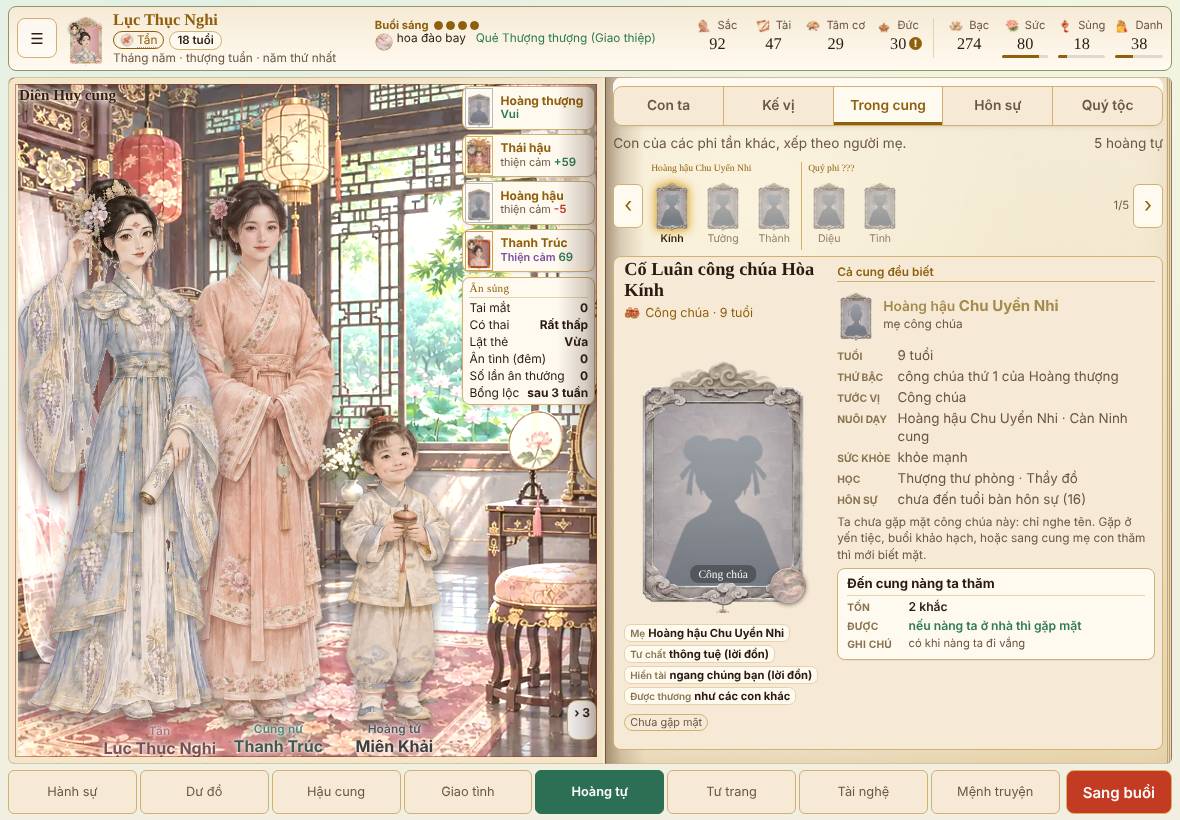 ☰
Lục Thục Nghi
Tần
18 tuổi
Tháng năm · thượng tuần · năm thứ nhất
Buổi sáng
hoa đào bay
Quẻ Thượng thượng (Giao thiệp)
Sắc
92
Tài
47
Tâm cơ
29
Đức
30 !
Bạc
274
Sức
80
Sủng
18
Danh
38
Diên Huy cung
Hoàng thượng
Vui
Thái hậu
thiện cảm +59
Hoàng hậu
thiện cảm -5
Thanh Trúc
Thiện cảm 69
Ân sủng
Tai mắt 0
Có thai Rất thấp
Lật thẻ Vừa
Ân tình (đêm) 0
Số lần ân thưởng 0
Bổng lộc sau 3 tuần
› 3
Tần
Lục Thục Nghi
Cung nữ
Thanh Trúc
Hoàng tử
Miên Khải
Con ta
Kế vị
Trong cung
Hôn sự
Quý tộc
Con của các phi tần khác, xếp theo người mẹ.
5 hoàng tự
Hoàng hậu Chu Uyển Nhi
Quý phi ???
‹
Kính
Tường
Thành
Diệu
Tinh
1/5
›
Cố Luân công chúa Hòa
Kính
Công chúa · 9 tuổi
Công chúa
Mẹ Hoàng hậu Chu Uyển Nhi
Tư chất thông tuệ (lời đồn)
Hiển tài ngang chúng bạn (lời đồn)
Được thương như các con khác
Chưa gặp mặt
Cả cung đều biết
Hoàng hậu Chu Uyển Nhi
mẹ công chúa
TUỔI 9 tuổi
THỨ BẬC công chúa thứ 1 của Hoàng thượng
TƯỚC VỊ Công chúa
NUÔI DẠY Hoàng hậu Chu Uyển Nhi · Càn Ninh
cung
SỨC KHỎE khỏe mạnh
HỌC Thượng thư phòng · Thầy đồ
HÔN SỰ chưa đến tuổi bàn hôn sự (16)
Ta chưa gặp mặt công chúa này: chỉ nghe tên. Gặp ở
yến tiệc, buổi khảo hạch, hoặc sang cung mẹ con thăm
thì mới biết mặt.
Đến cung nàng ta thăm
TỐN 2 khắc
ĐƯỢC nếu nàng ta ở nhà thì gặp mặt
GHI CHÚ có khi nàng ta đi vắng
Hành sự
Dư đồ
Hậu cung
Giao tình
Hoàng tự
Tư trang
Tài nghệ
Mệnh truyện
Sang buổi